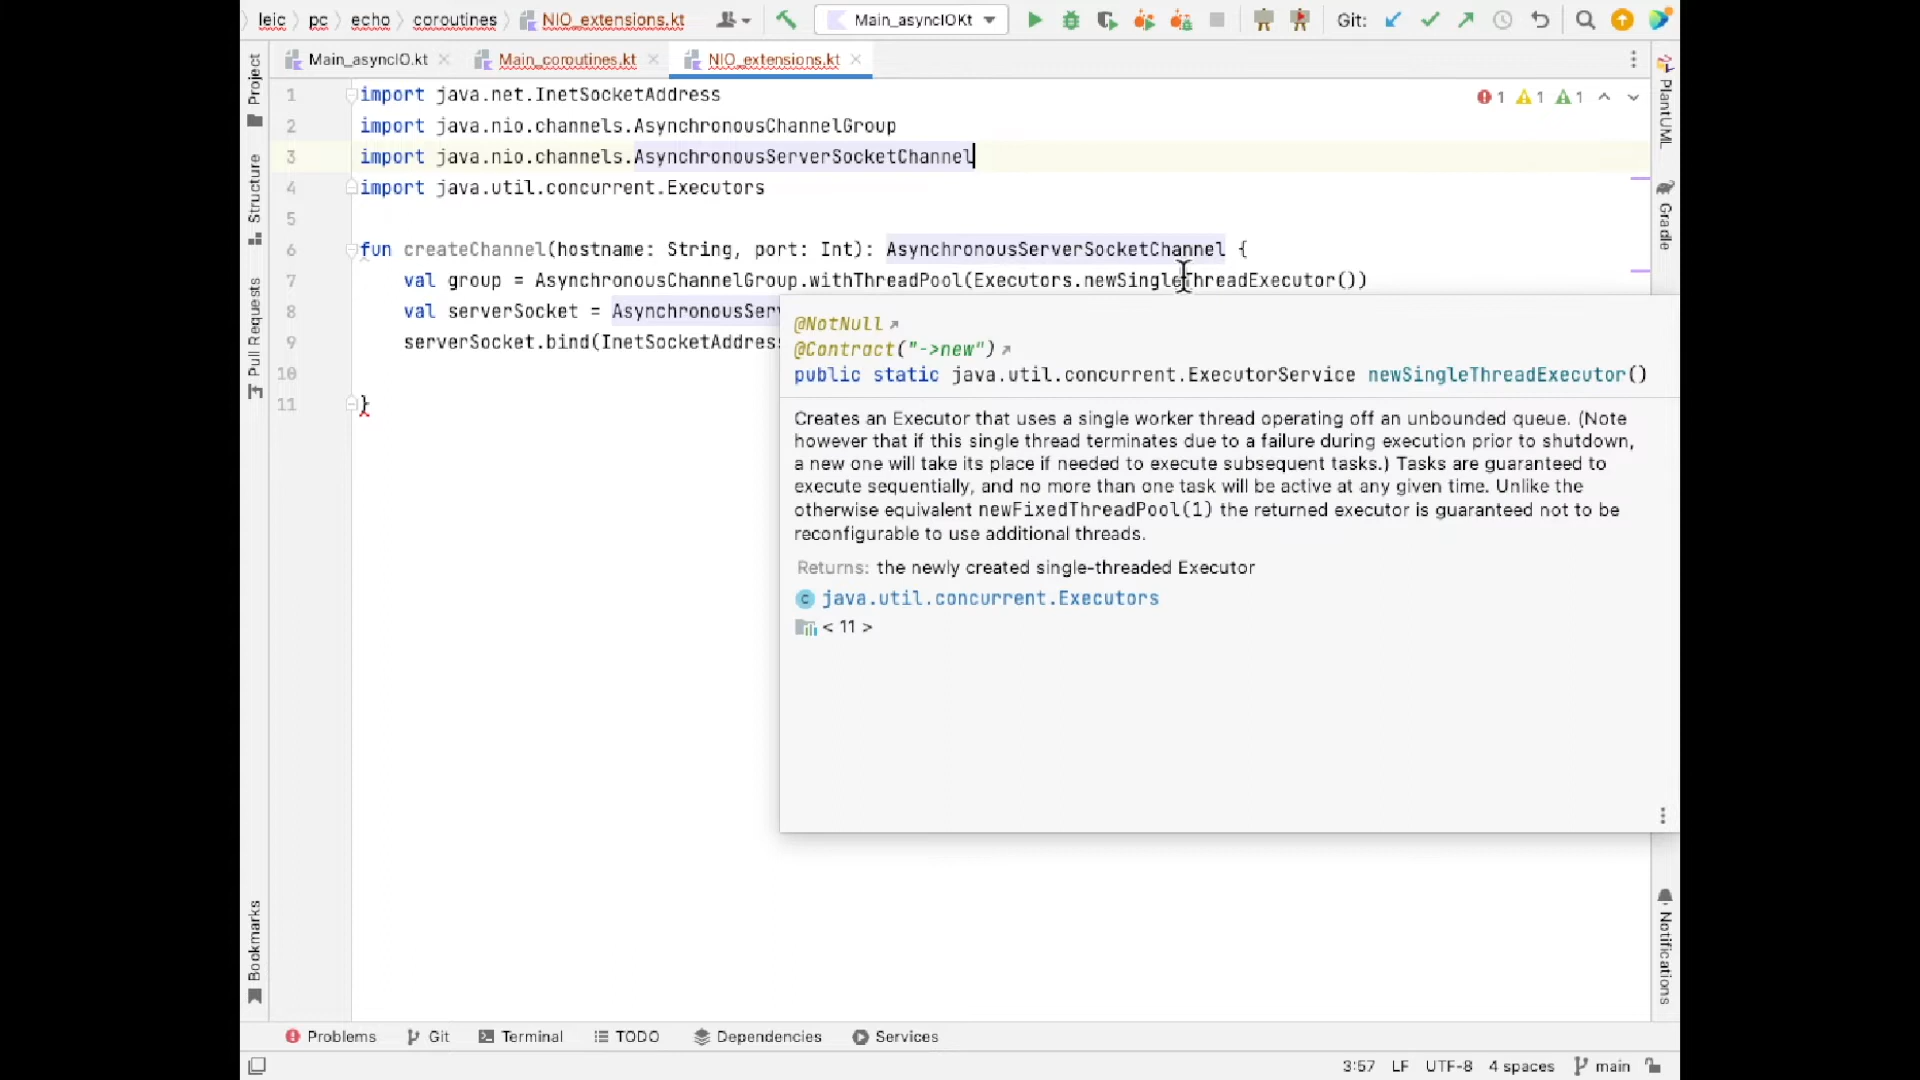 leic pc echo coroutines NIO_extensions.kt Main_asyncIOKt Git:
Main_asyncIO.kt Main_coroutines.kt NIO_extensions.kt
Project
Structure
Pull Requests
Bookmarks
1 import java.net.InetSocketAddress
2 import java.nio.channels.AsynchronousChannelGroup
3 import java.nio.channels.AsynchronousServerSocketChannel
4 import java.util.concurrent.Executors
5
6 fun createChannel(hostname: String, port: Int): AsynchronousServerSocketChannel {
7 val group = AsynchronousChannelGroup.withThreadPool(Executors.newSingleThreadExecutor())
8 val serverSocket = AsynchronousServ
9 serverSocket.bind(InetSocketAddress
10
11 }
1 1 1
@NotNull
@Contract("->new")
public static java.util.concurrent.ExecutorService newSingleThreadExecutor()
Creates an Executor that uses a single worker thread operating off an unbounded queue. (Note
however that if this single thread terminates due to a failure during execution prior to shutdown,
a new one will take its place if needed to execute subsequent tasks.) Tasks are guaranteed to
execute sequentially, and no more than one task will be active at any given time. Unlike the
otherwise equivalent newFixedThreadPool(1) the returned executor is guaranteed not to be
reconfigurable to use additional threads.
Returns: the newly created single-threaded Executor
C java.util.concurrent.Executors
< 11 >
PlantUML
Gradle
Notifications
Problems Git Terminal TODO Dependencies Services
3:57 LF UTF-8 4 spaces main